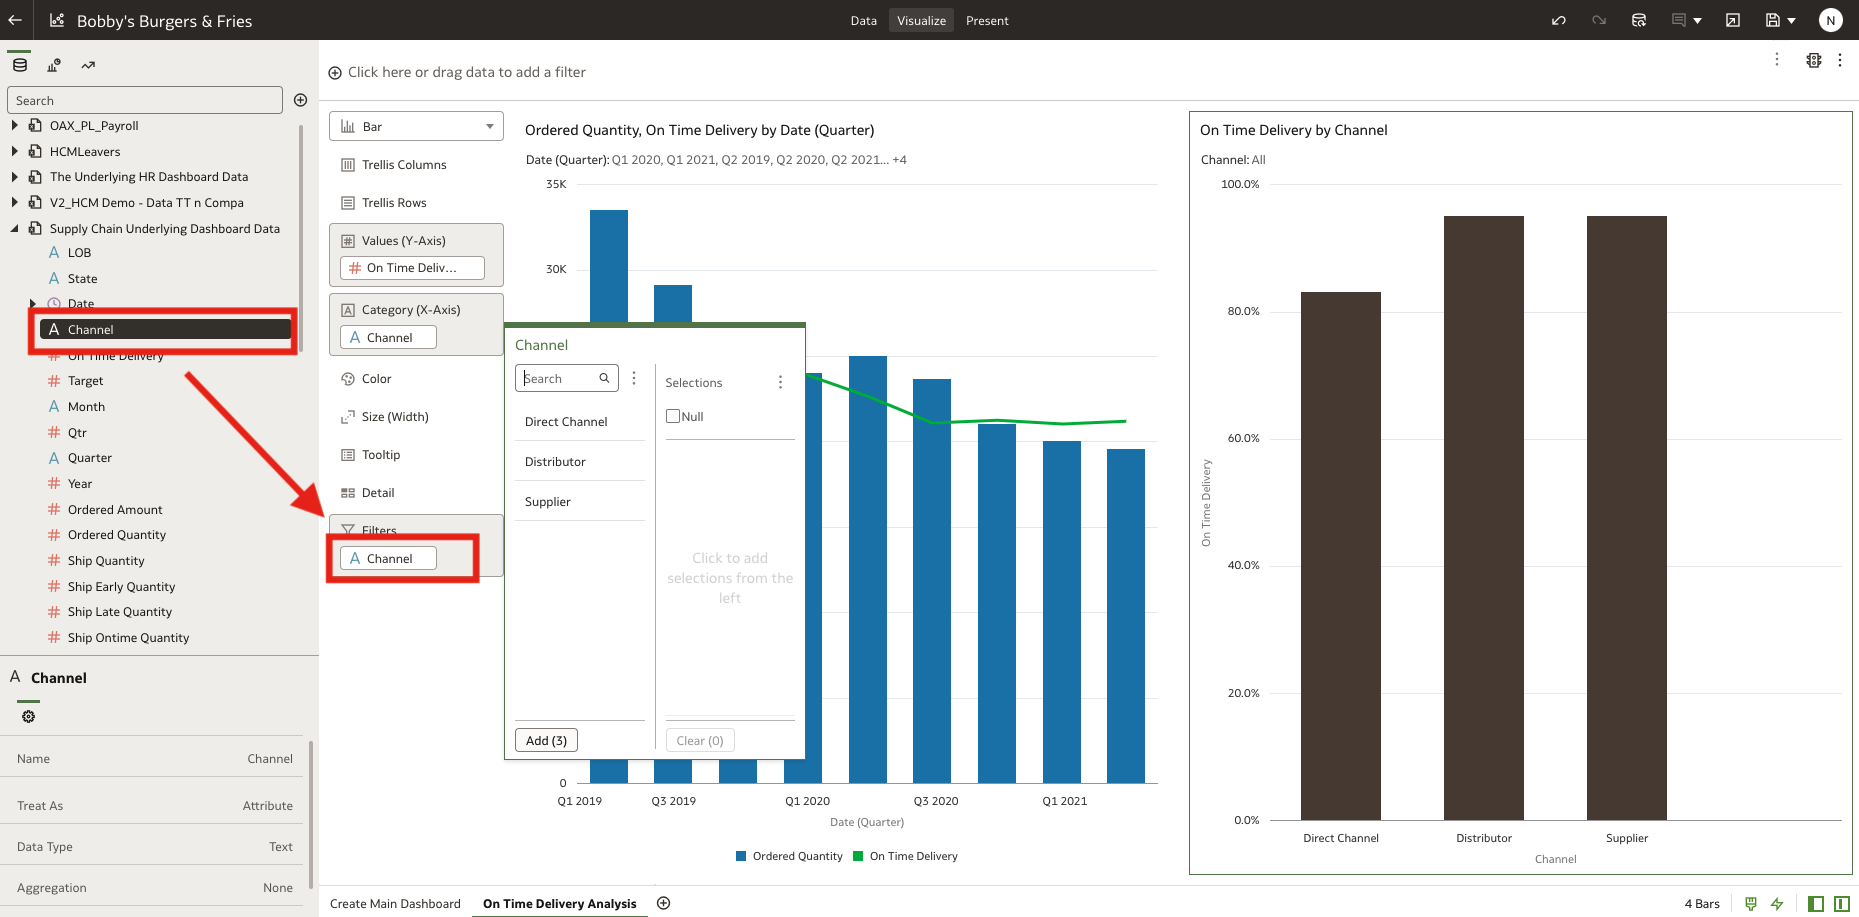 Bobby's Burgers & Fries
Data Visualize Present
N
Search
OAX_PL_Payroll
HCMLeavers
The Underlying HR Dashboard Data
V2_HCM Demo - Data TT n Compa
Supply Chain Underlying Dashboard Data
A LOB
A State
Date
A Channel
# On Time Delivery
# Target
A Month
# Qtr
A Quarter
# Year
# Ordered Amount
# Ordered Quantity
# Ship Quantity
# Ship Early Quantity
# Ship Late Quantity
# Ship Ontime Quantity
A Channel
Name Channel
Treat As Attribute
Data Type Text
Aggregation None
Click here or drag data to add a filter
Bar
Trellis Columns
Trellis Rows
Values (Y-Axis)
# On Time Deliv...
Category (X-Axis)
A Channel
Color
Size (Width)
Tooltip
Detail
Filters
A Channel
Ordered Quantity, On Time Delivery by Date (Quarter)
Date (Quarter): Q1 2020, Q1 2021, Q2 2019, Q2 2020, Q2 2021... +4
35K
30K
0
Q1 2019 Q3 2019 Q1 2020 Q3 2020 Q1 2021
Date (Quarter)
Ordered Quantity On Time Delivery
Channel
Search
Direct Channel
Distributor
Supplier
Add (3)
Selections
Null
Click to add
selections from the
left
Clear (0)
On Time Delivery by Channel
Channel: All
100.0%
80.0%
60.0%
40.0%
20.0%
0.0%
On Time Delivery
Direct Channel Distributor Supplier
Channel
Create Main Dashboard On Time Delivery Analysis
4 Bars